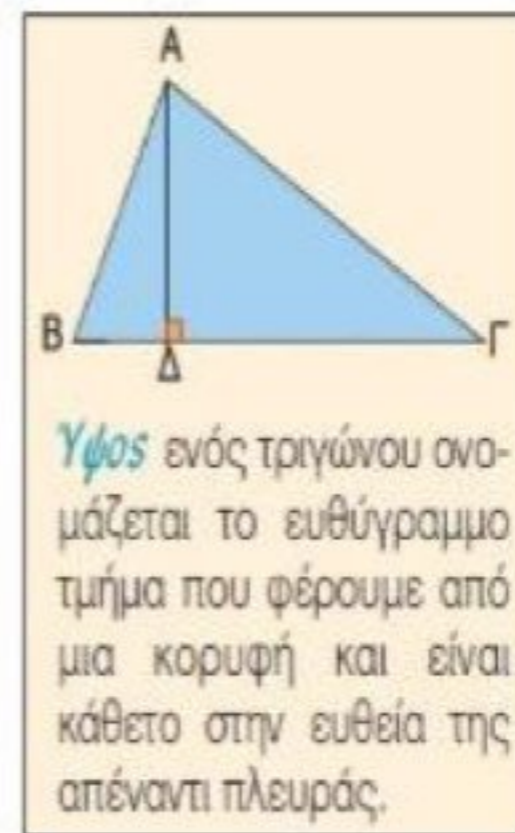 Α
Β
Γ
Δ
Ύψος ενός τριγώνου ονο-
μάζεται το ευθύγραμμο
τμήμα που φέρουμε από
μια κορυφή και είναι
κάθετο στην ευθεία της
απέναντι πλευράς.